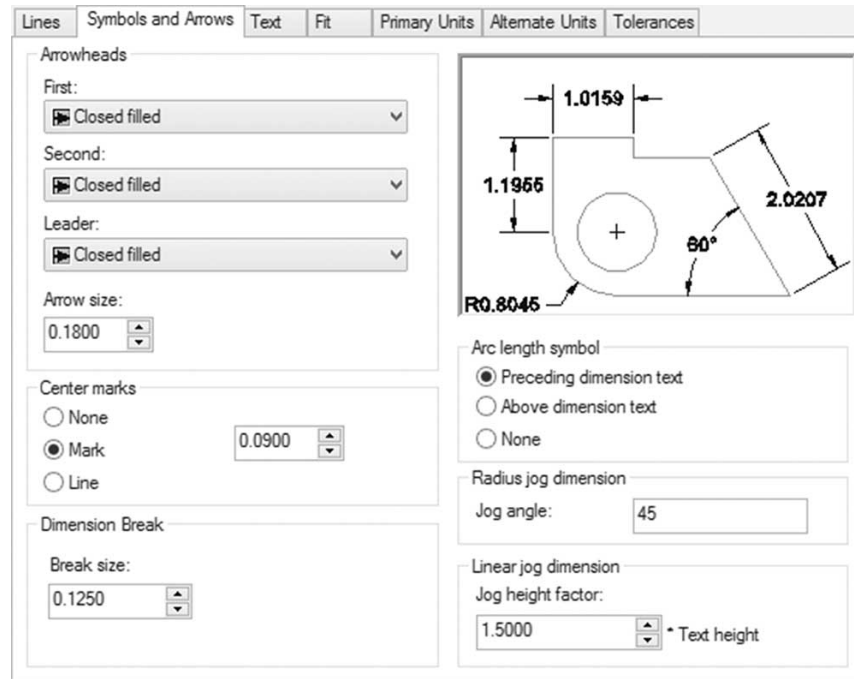 Lines Symbols and Arrows Text Fit Primary Units Alternate Units Tolerances
Arrowheads
First:
Closed filled
Second:
Closed filled
Leader:
Closed filled
Arrow size:
0.1800
Center marks
None
Mark
0.0900
Line
Dimension Break
Break size:
0.1250
1.0159
1.1955
2.0207
60°
R0.8045
Arc length symbol
Preceding dimension text
Above dimension text
None
Radius jog dimension
Jog angle:
45
Linear jog dimension
Jog height factor:
1.5000
* Text height